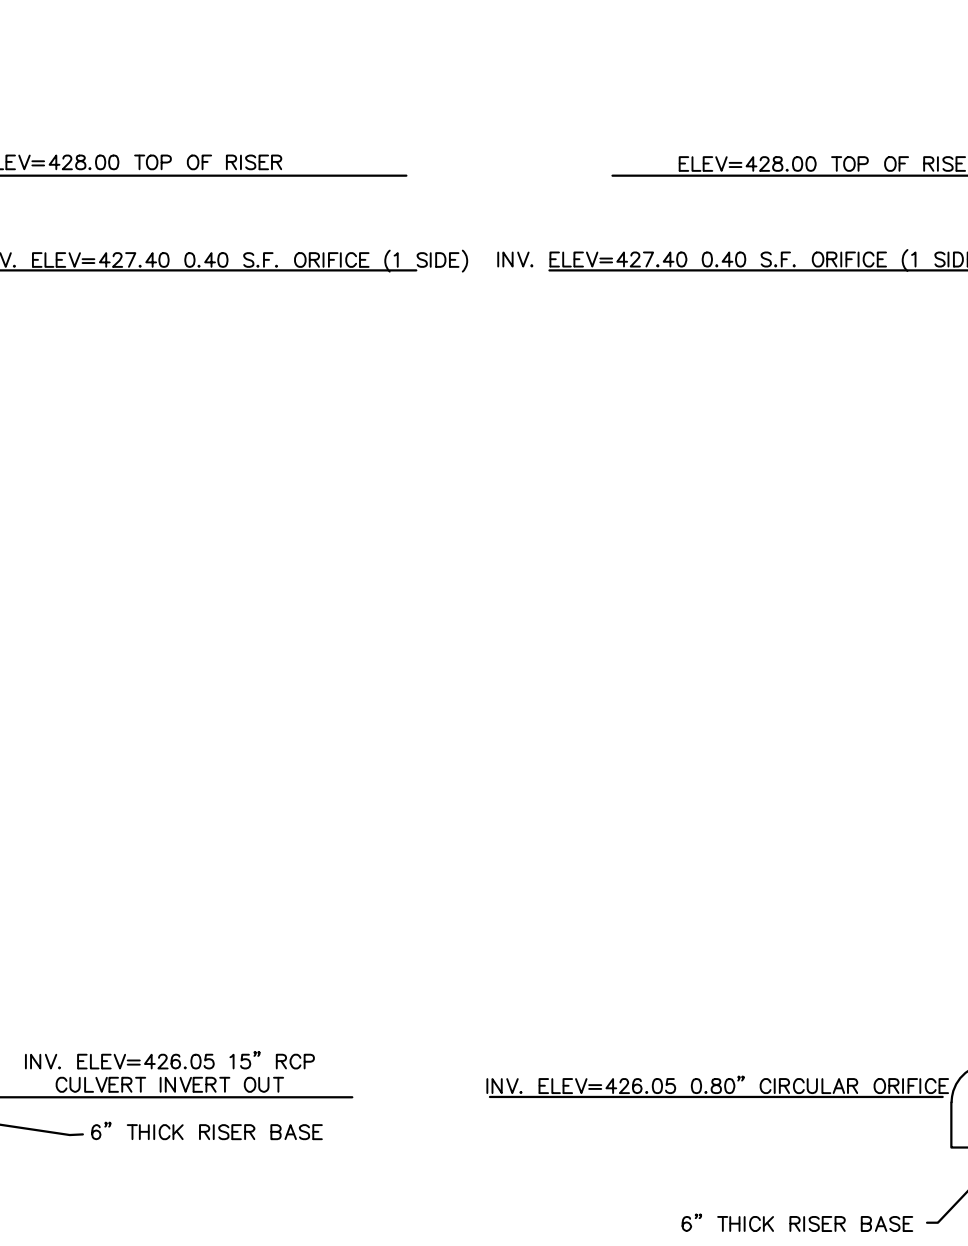 LEV=428.00 TOP OF RISER
ELEV=428.00 TOP OF RISE
V. ELEV=427.40 0.40 S.F. ORIFICE (1 SIDE)
INV. ELEV=427.40 0.40 S.F. ORIFICE (1 SID
INV. ELEV=426.05 15" RCP
CULVERT INVERT OUT
6" THICK RISER BASE
INV. ELEV=426.05 0.80" CIRCULAR ORIFICE
6" THICK RISER BASE